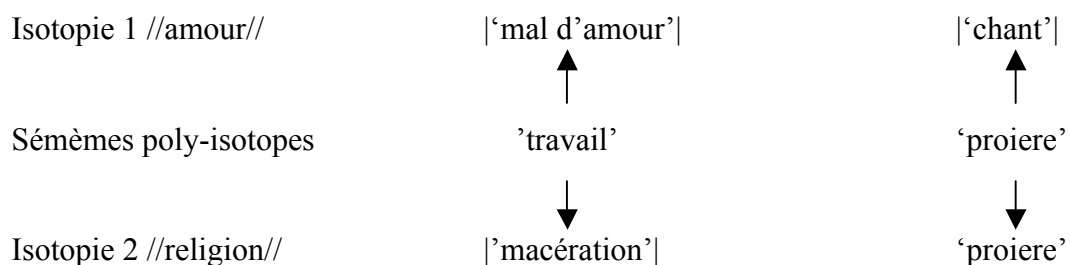 Isotopie 1 //amour// |‘mal d’amour’| |‘chant’|
Sémèmes poly-isotopes ’travail’ ‘proiere’
Isotopie 2 //religion// |’macération’| ‘proiere’